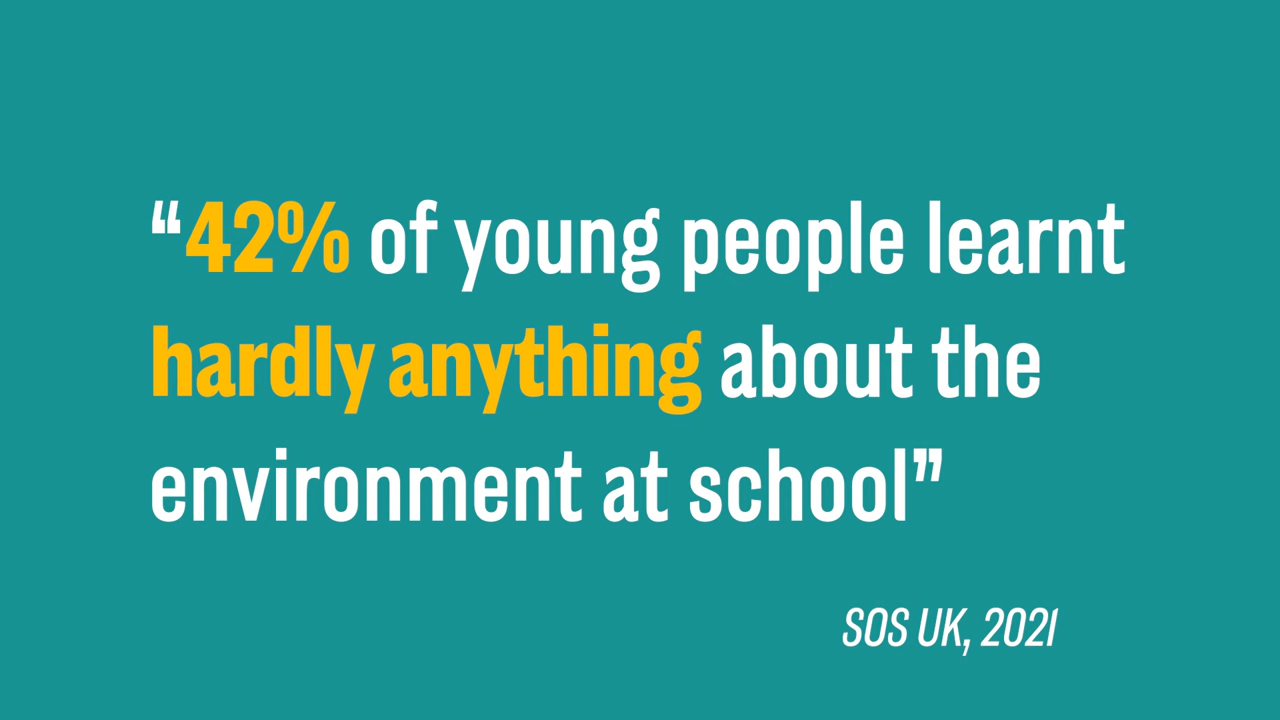 “42% of young people learnt
hardly anything about the
environment at school”
SOS UK, 2021